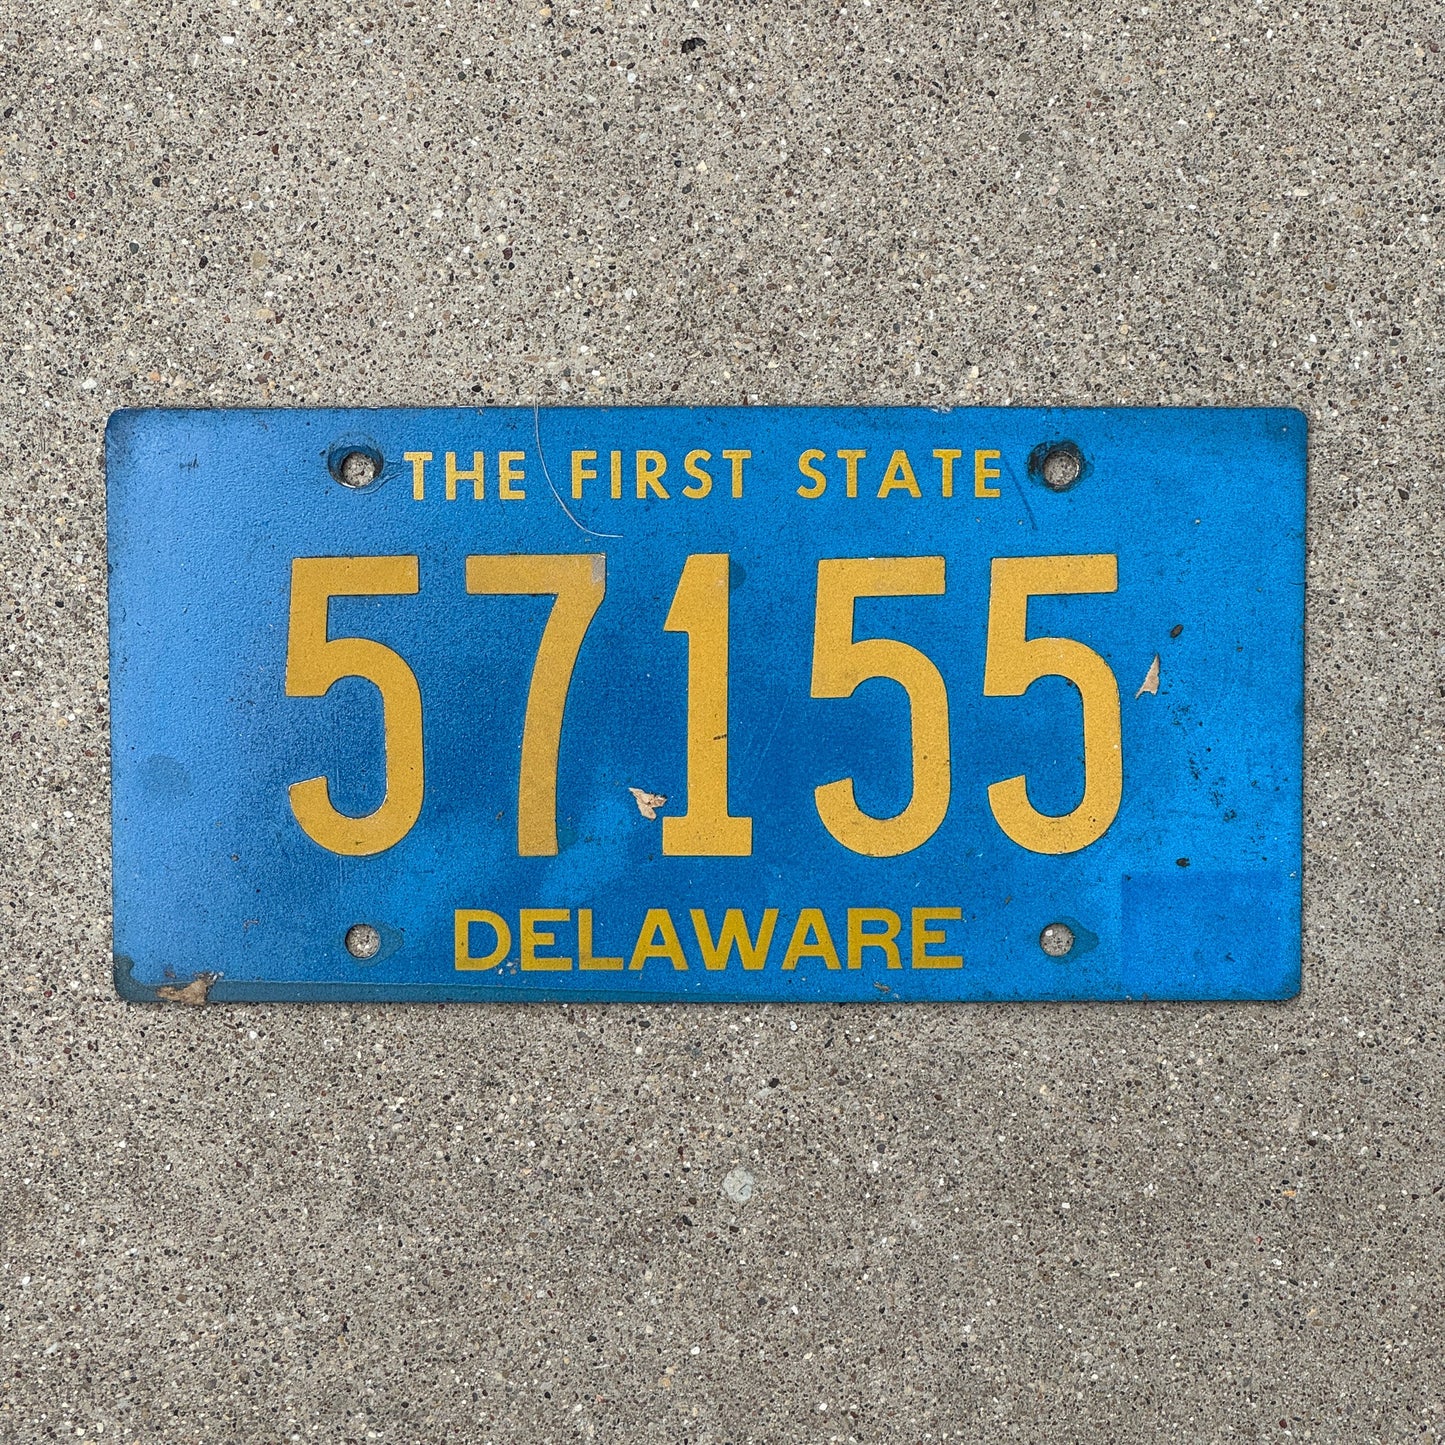 THE FIRST STATE
57155
DELAWARE